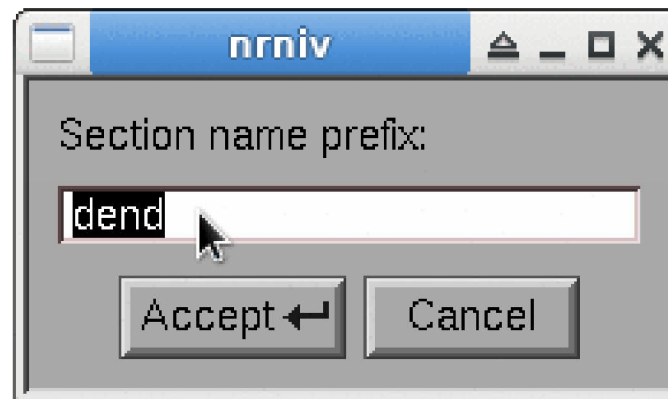 nrniv
Section name prefix:
dend
Accept
Cancel